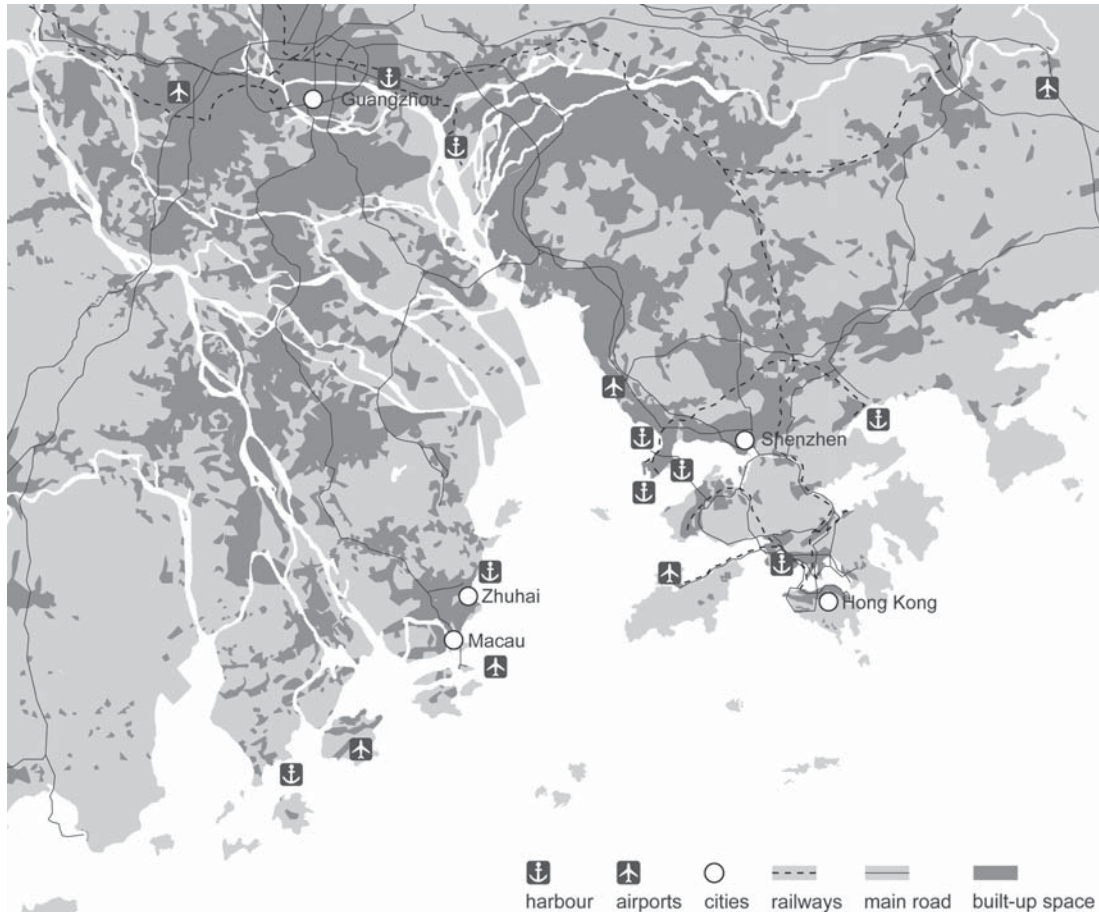 Guangzhou
Shenzhen
Zhuhai
Hong Kong
Macau
harbour
airports
cities
railways
main road
built-up space